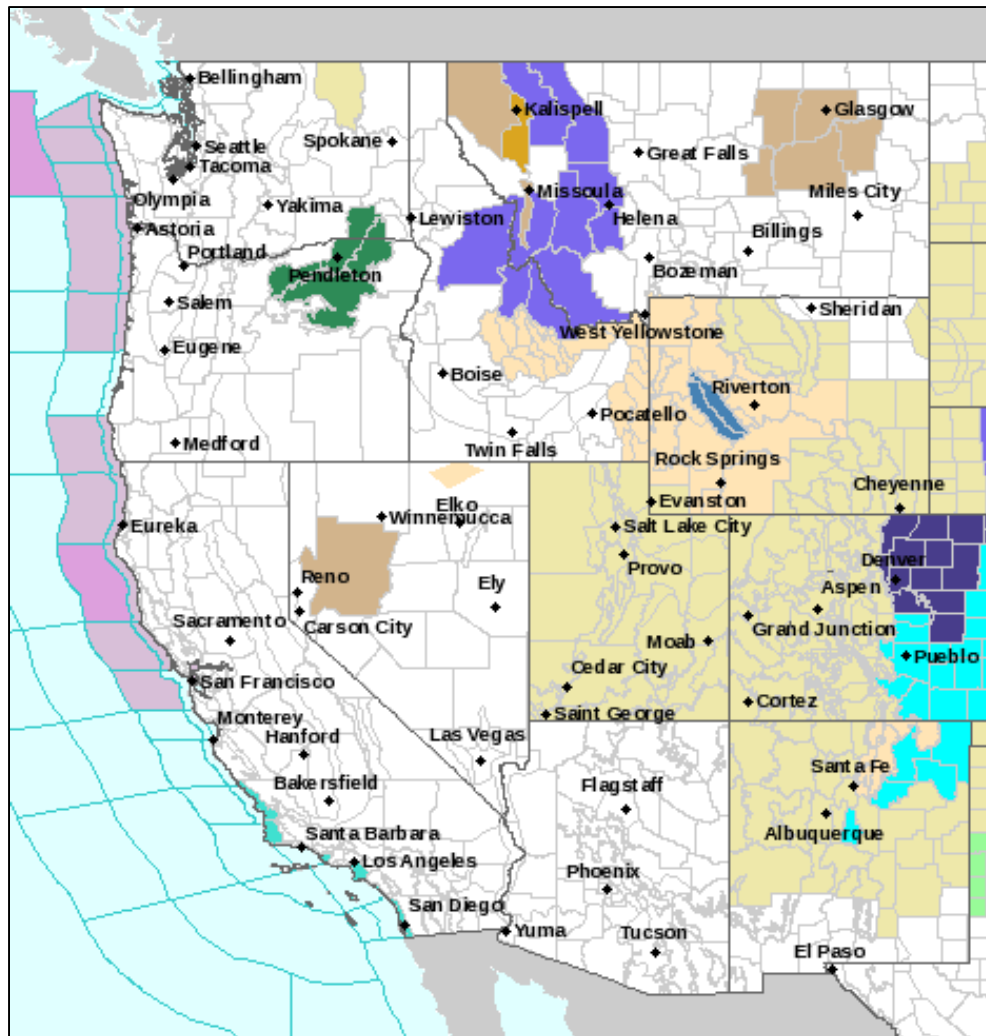 Bellingham
Kalispell
Glasgow
Spokane
Seattle
Great Falls
Tacoma
Miles City
Missoula
Olympia
Yakima
Lewiston
Helena
Astoria
Billings
Portland
Bozeman
Pendleton
Salem
Sheridan
West Yellowstone
Eugene
Boise
Riverton
Pocatello
Medford
Twin Falls
Rock Springs
Cheyenne
Elko
Evanston
Winnemucca
Eureka
Salt Lake City
Denver
Provo
Reno
Ely
Aspen
Sacramento
Carson City
Grand Junction
Moab
Pueblo
Cedar City
San Francisco
Cortez
Saint George
Monterey
Las Vegas
Hanford
Santa Fe
Bakersfield
Flagstaff
Santa Barbara
Albuquerque
Los Angeles
Phoenix
San Diego
Yuma
Tucson
El Paso